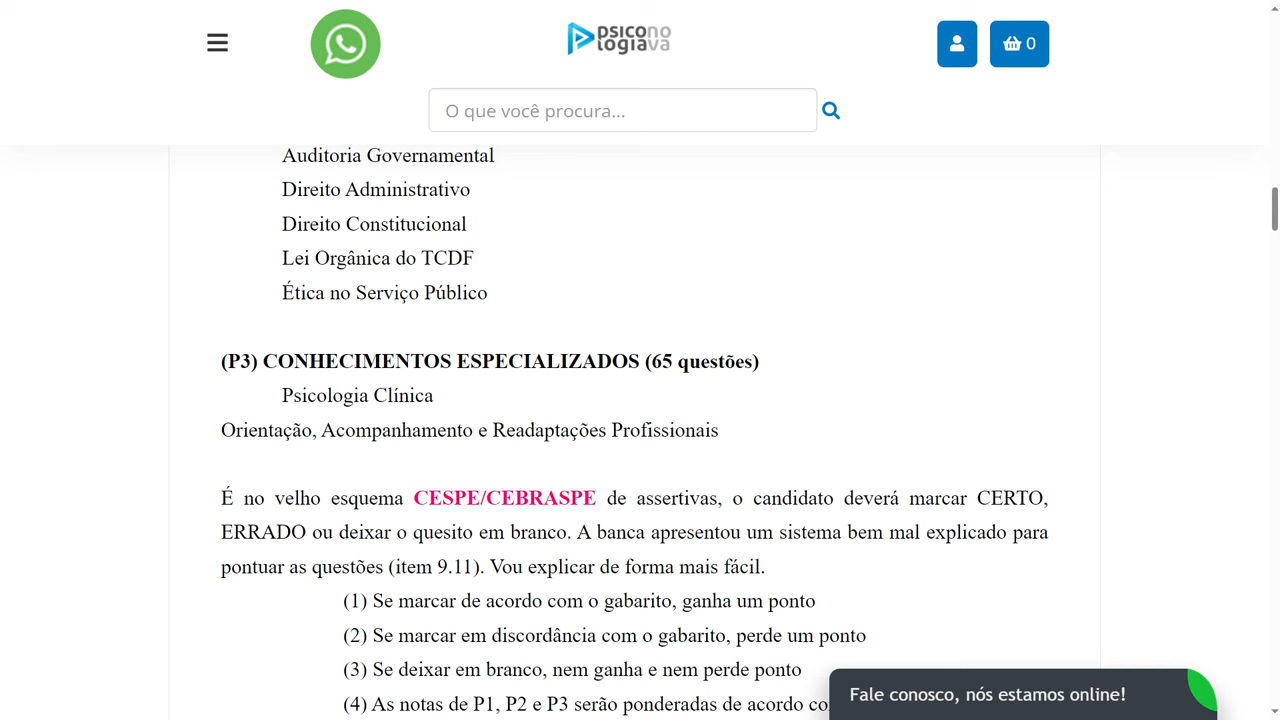 psicono
logiava
0
O que você procura...
Auditoria Governamental
Direito Administrativo
Direito Constitucional
Lei Orgânica do TCDF
Ética no Serviço Público
(P3) CONHECIMENTOS ESPECIALIZADOS (65 questões)
Psicologia Clínica
Orientação, Acompanhamento e Readaptações Profissionais
É no velho esquema CESPE/CEBRASPE de assertivas, o candidato deverá marcar CERTO,
ERRADO ou deixar o quesito em branco. A banca apresentou um sistema bem mal explicado para
pontuar as questões (item 9.11). Vou explicar de forma mais fácil.
(1) Se marcar de acordo com o gabarito, ganha um ponto
(2) Se marcar em discordância com o gabarito, perde um ponto
(3) Se deixar em branco, nem ganha e nem perde ponto
(4) As notas de P1, P2 e P3 serão ponderadas de acordo
Fale conosco, nós estamos online!